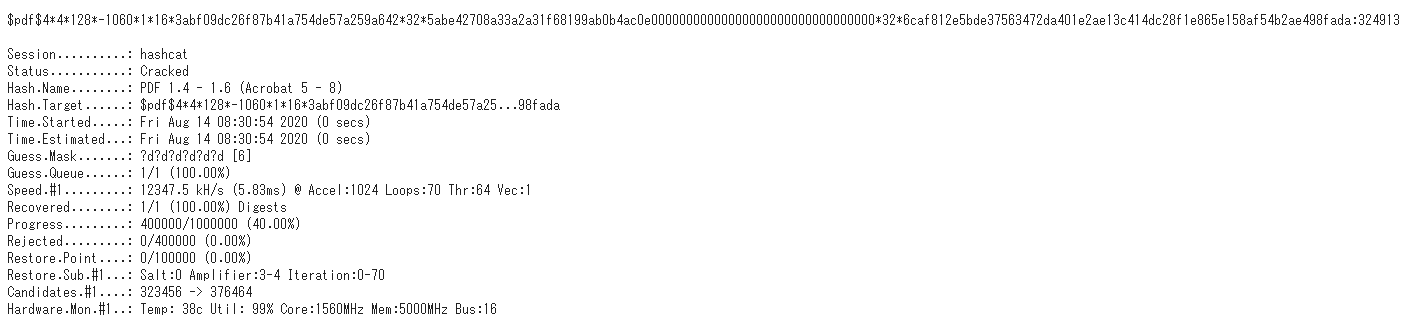 $pdf$4*4*128*-1060*1*16*3abf09dc26f87b41a754de57a259a642*32*5abe42708a33a2a31f68199ab0b4ac0e00000000000000000000000000000000*32*6caf812e5bde37563472da401e2ae13c414dc28f1e865e158af54b2ae498fada:324913
Session..........: hashcat
Status...........: Cracked
Hash.Name........: PDF 1.4 - 1.6 (Acrobat 5 - 8)
Hash.Target......: $pdf$4*4*128*-1060*1*16*3abf09dc26f87b41a754de57a25...98fada
Time.Started.....: Fri Aug 14 08:30:54 2020 (0 secs)
Time.Estimated...: Fri Aug 14 08:30:54 2020 (0 secs)
Guess.Mask.......: ?d?d?d?d?d?d [6]
Guess.Queue......: 1/1 (100.00%)
Speed.#1.........: 12347.5 kH/s (5.83ms) @ Accel:1024 Loops:70 Thr:64 Vec:1
Recovered........: 1/1 (100.00%) Digests
Progress.........: 400000/1000000 (40.00%)
Rejected.........: 0/400000 (0.00%)
Restore.Point....: 0/100000 (0.00%)
Restore.Sub.#1...: Salt:0 Amplifier:3-4 Iteration:0-70
Candidates.#1....: 323456 -> 376464
Hardware.Mon.#1..: Temp: 38c Util: 99% Core:1560MHz Mem:5000MHz Bus:16